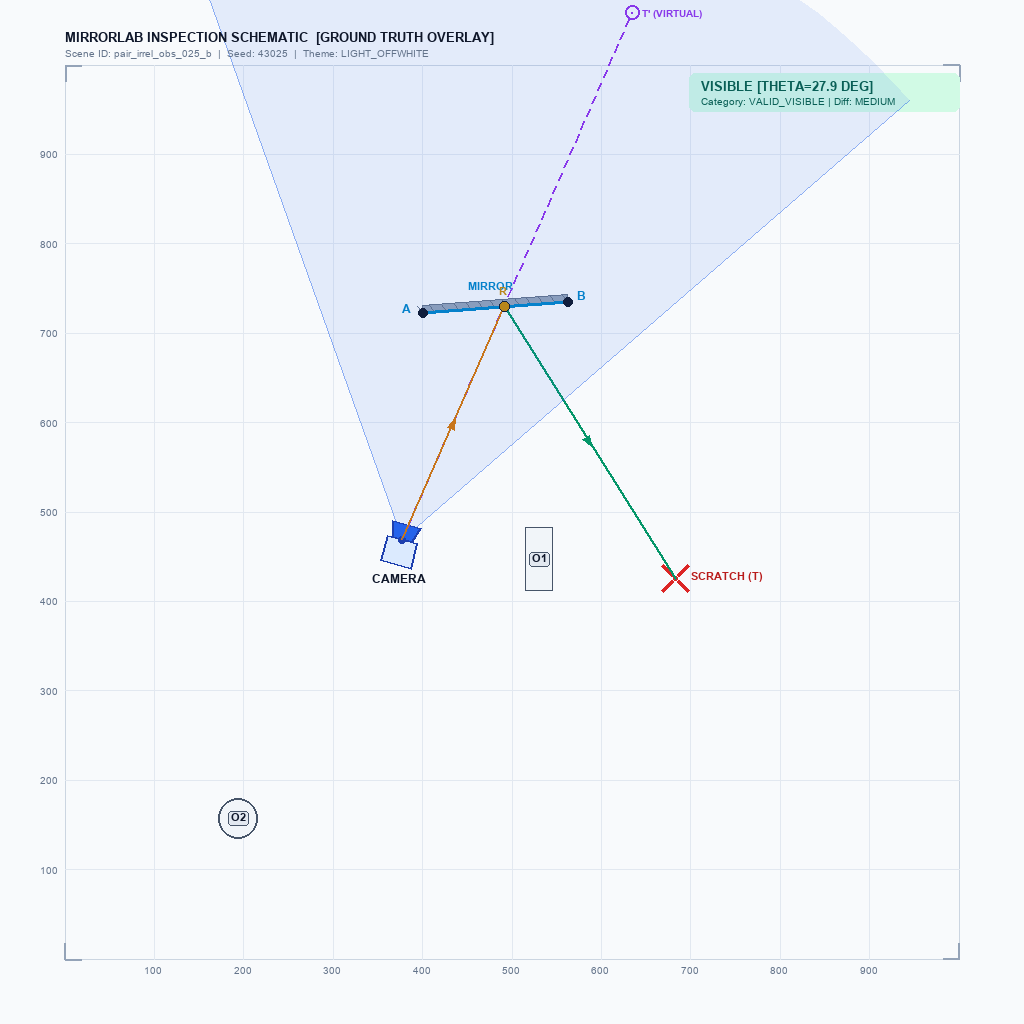 T' (VIRTUAL)
MIRRORLAB INSPECTION SCHEMATIC [GROUND TRUTH OVERLAY]
Scene ID: pair_irrel_obs_025_b | Seed: 43025 | Theme: LIGHT_OFFWHITE
VISIBLE [THETA=27.9 DEG]
Category: VALID_VISIBLE | Diff: MEDIUM
900
800
MIRROR
R
B
A
700
600
500
O1
CAMERA
SCRATCH (T)
400
300
200
O2
100
100 200 300 400 500 600 700 800 900